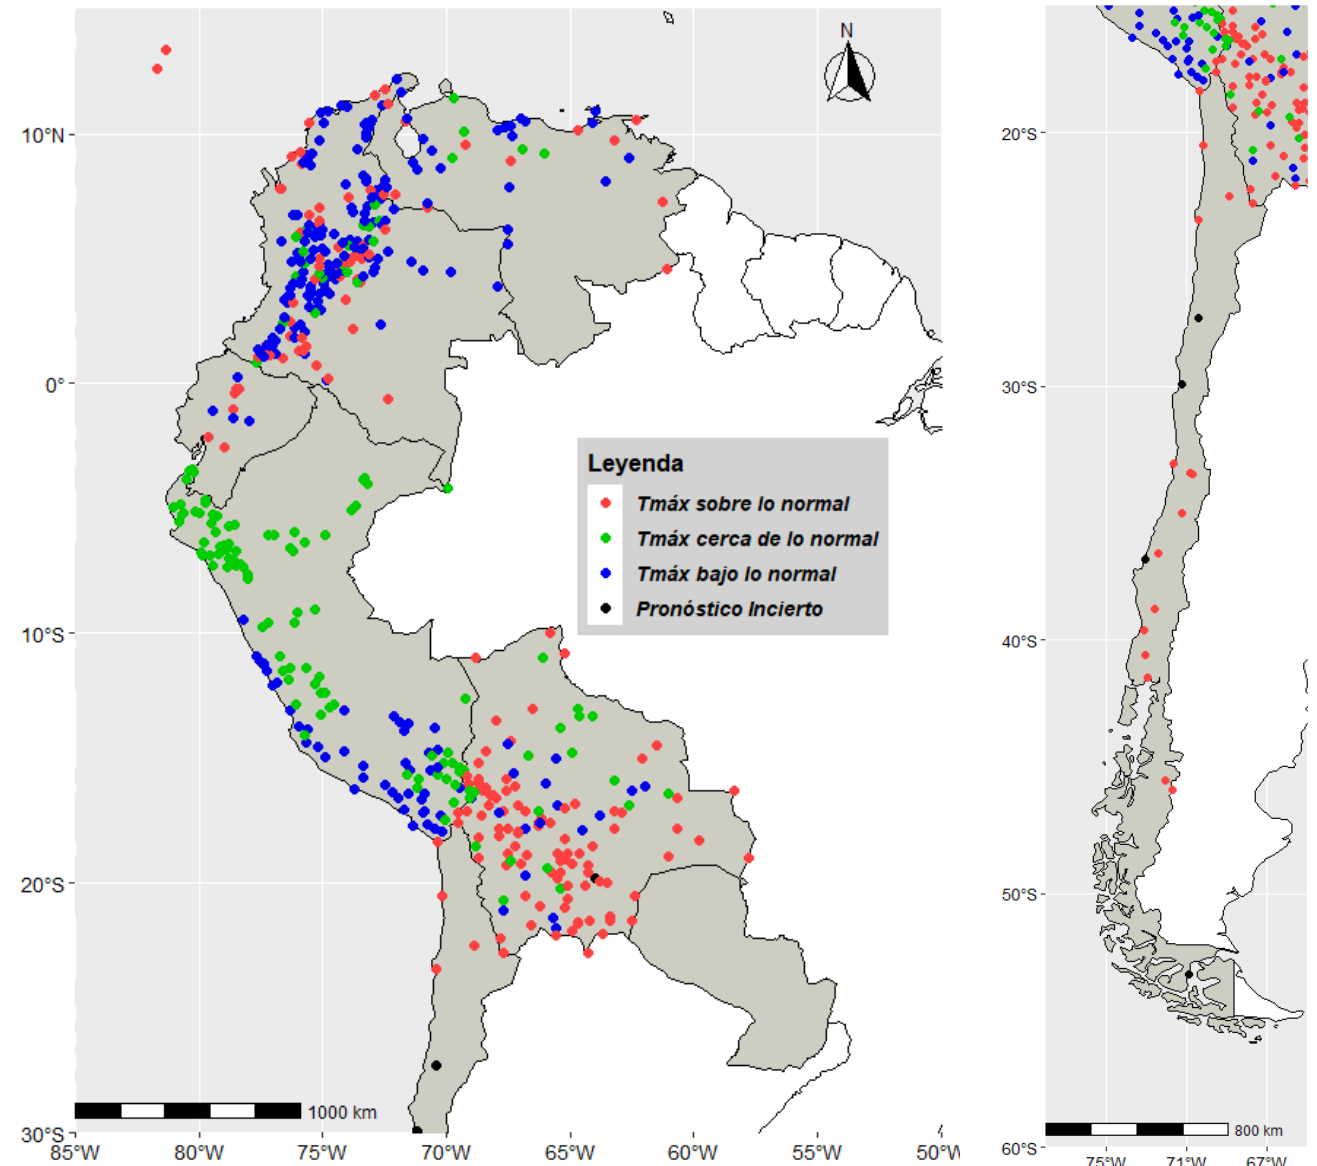 N
10°N
0°
10°S
20°S
30°S
85°W
80°W
75°W
70°W
65°W
60°W
55°W
50°W
1000 km
Leyenda
Tmáx sobre lo normal
Tmáx cerca de lo normal
Tmáx bajo lo normal
Pronóstico Incierto
20°S
30°S
40°S
50°S
60°S
75°W
71°W
67°W
800 km